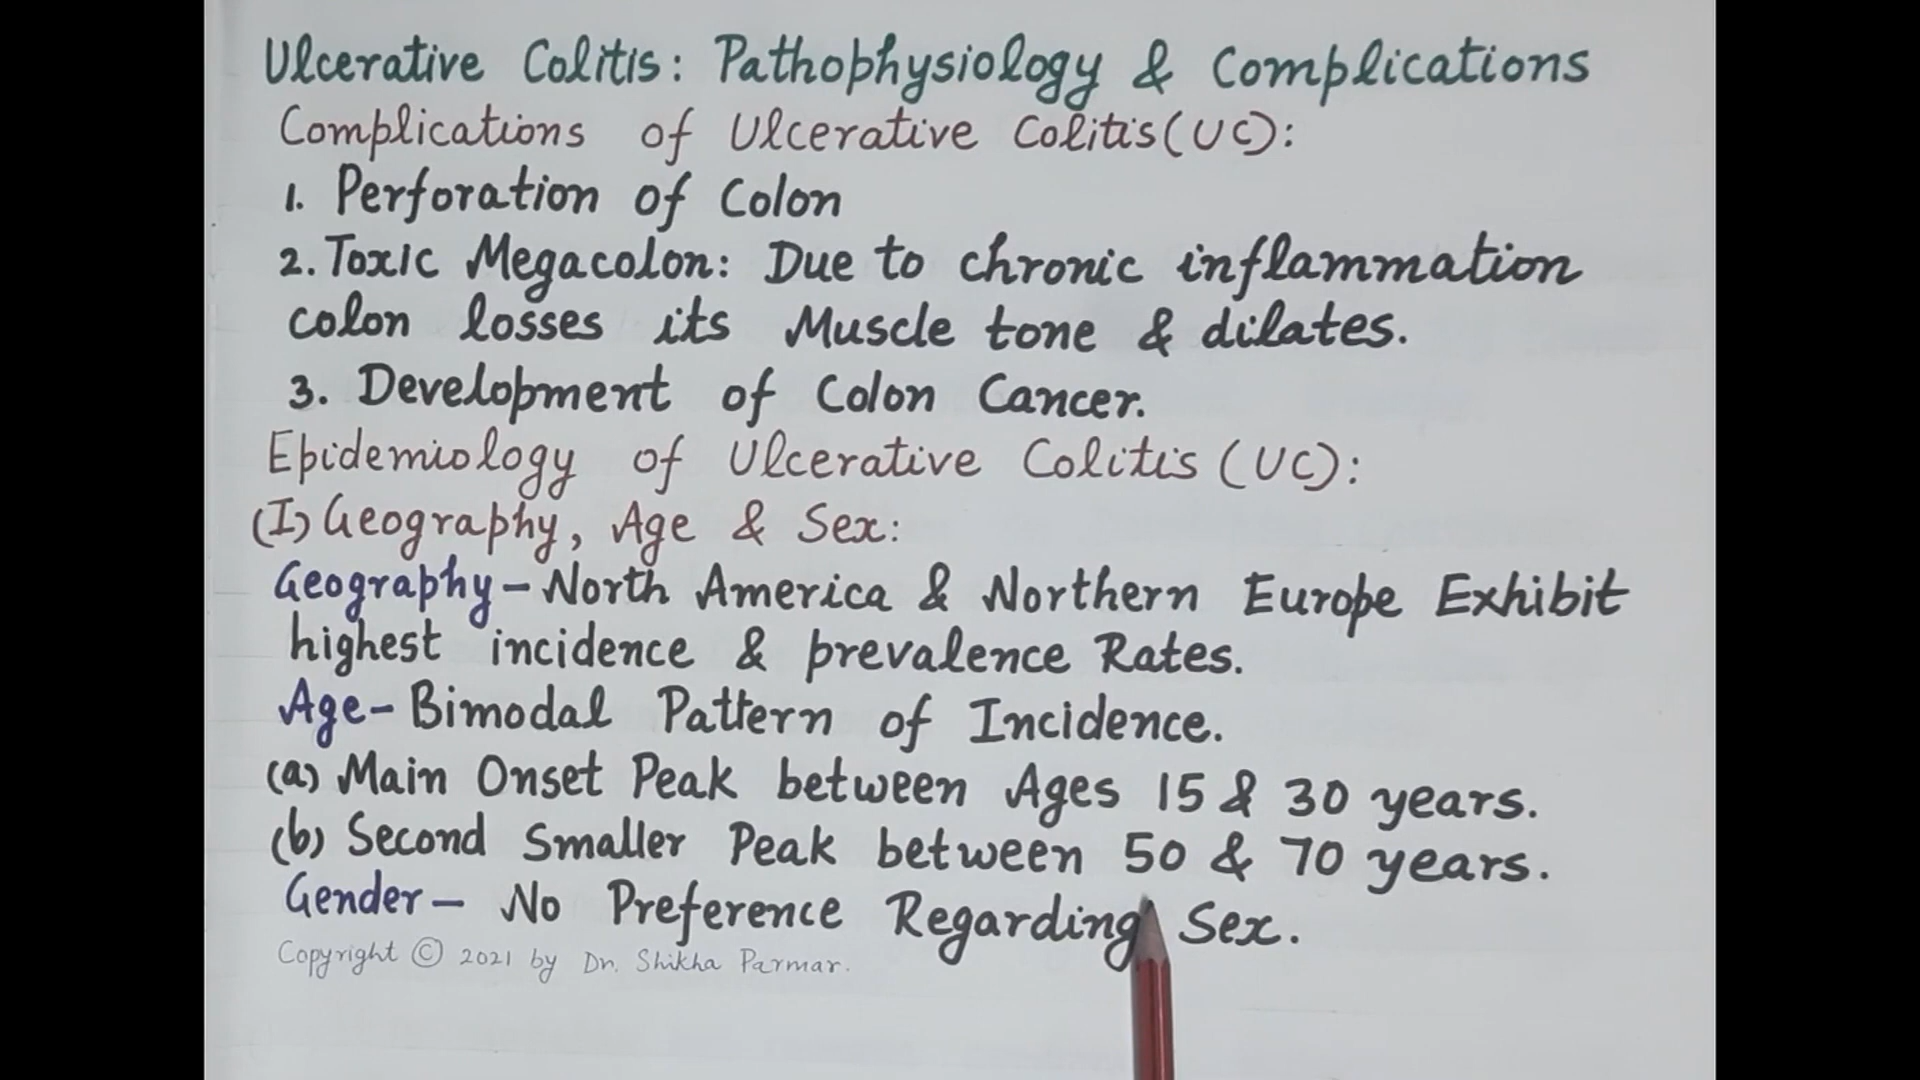 Ulcerative Colitis: Pathophysiology & Complications
Complications of Ulcerative Colitis (UC):
1. Perforation of Colon
2. Toxic Megacolon: Due to chronic inflammation
colon losses its Muscle tone & dilates.
3. Development of Colon Cancer.
Epidemiology of Ulcerative Colitis (UC):
(I) Geography, Age & Sex:
Geography - North America & Northern Europe Exhibit
highest incidence & prevalence Rates.
Age - Bimodal Pattern of Incidence.
(a) Main Onset Peak between Ages 15 & 30 years.
(b) Second Smaller Peak between 50 & 70 years.
Gender - No Preference Regarding Sex.
Copyright © 2021 by Dr. Shikha Parmar.